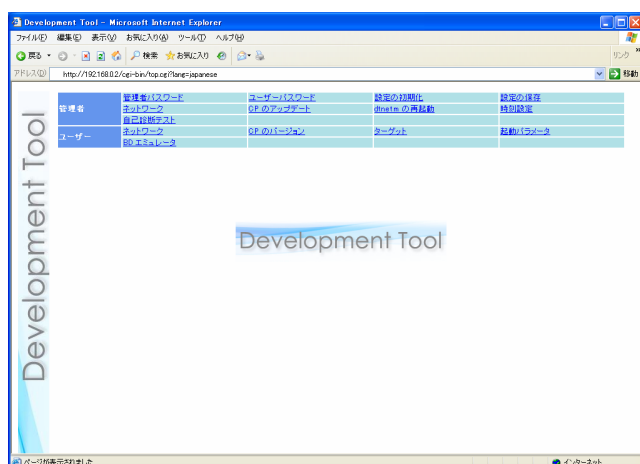 Development Tool - Microsoft Internet Explorer
ファイル(F) 編集(E) 表示(V) お気に入り(A) ツール(T) ヘルプ(H)
戻る 検索 お気に入り リンク »
アドレス(D) http://192.168.0.2/cgi-bin/top.cgi?lang=japanese 移動
管理者パスワード ユーザーパスワード 設定の初期化 設定の保存
管理者 ネットワーク CP のアップデート dtnetm の再起動 時刻設定
自己診断テスト
ユーザー ネットワーク CP のバージョン ターゲット 起動パラメータ
BD エミュレータ
Development Tool
Development Tool
ページが表示されました インターネット